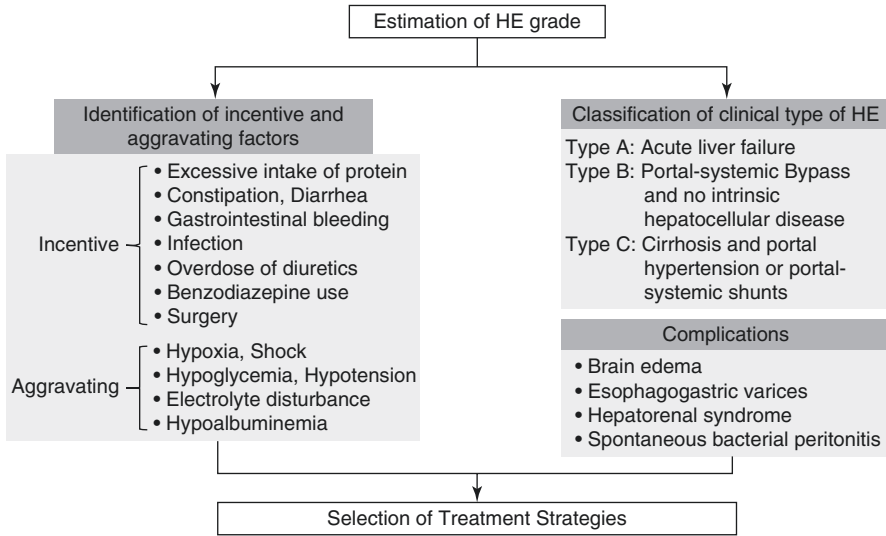 Estimation of HE grade
Identification of incentive and
aggravating factors
Incentive
• Excessive intake of protein
• Constipation, Diarrhea
• Gastrointestinal bleeding
• Infection
• Overdose of diuretics
• Benzodiazepine use
• Surgery
Aggravating
• Hypoxia, Shock
• Hypoglycemia, Hypotension
• Electrolyte disturbance
• Hypoalbuminemia
Classification of clinical type of HE
Type A: Acute liver failure
Type B: Portal-systemic Bypass
and no intrinsic
hepatocellular disease
Type C: Cirrhosis and portal
hypertension or portal-
systemic shunts
Complications
• Brain edema
• Esophagogastric varices
• Hepatorenal syndrome
• Spontaneous bacterial peritonitis
Selection of Treatment Strategies